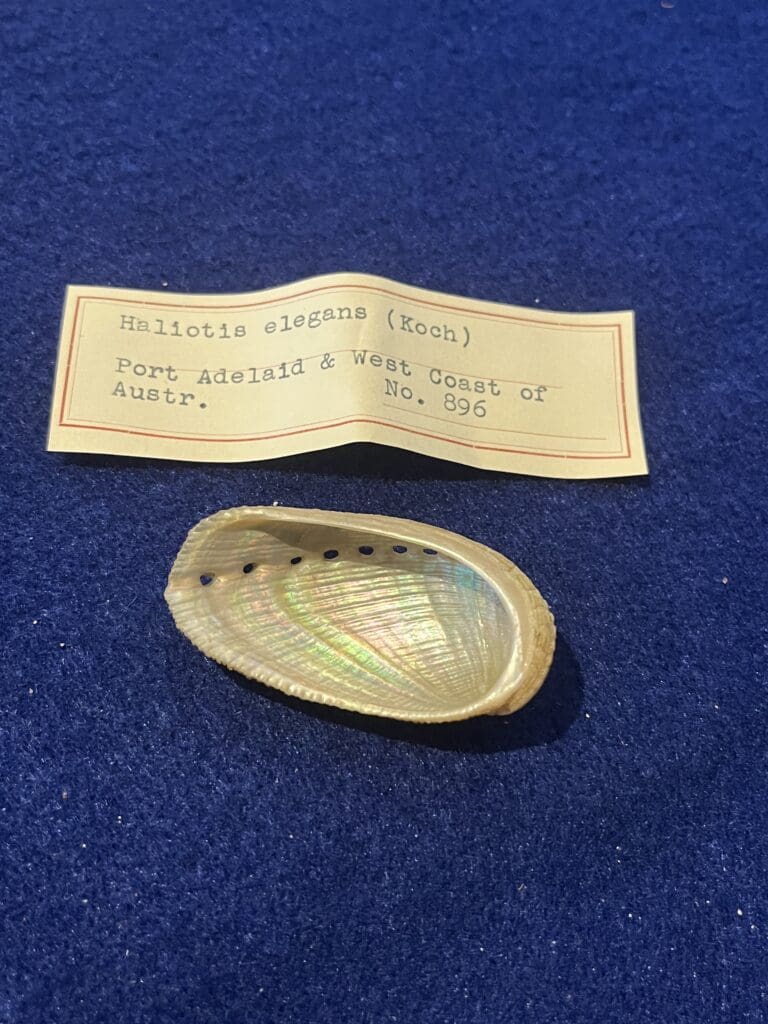 Haliotis elegans (Koch)
Port Adelaid & West Coast of
Austr. No. 896